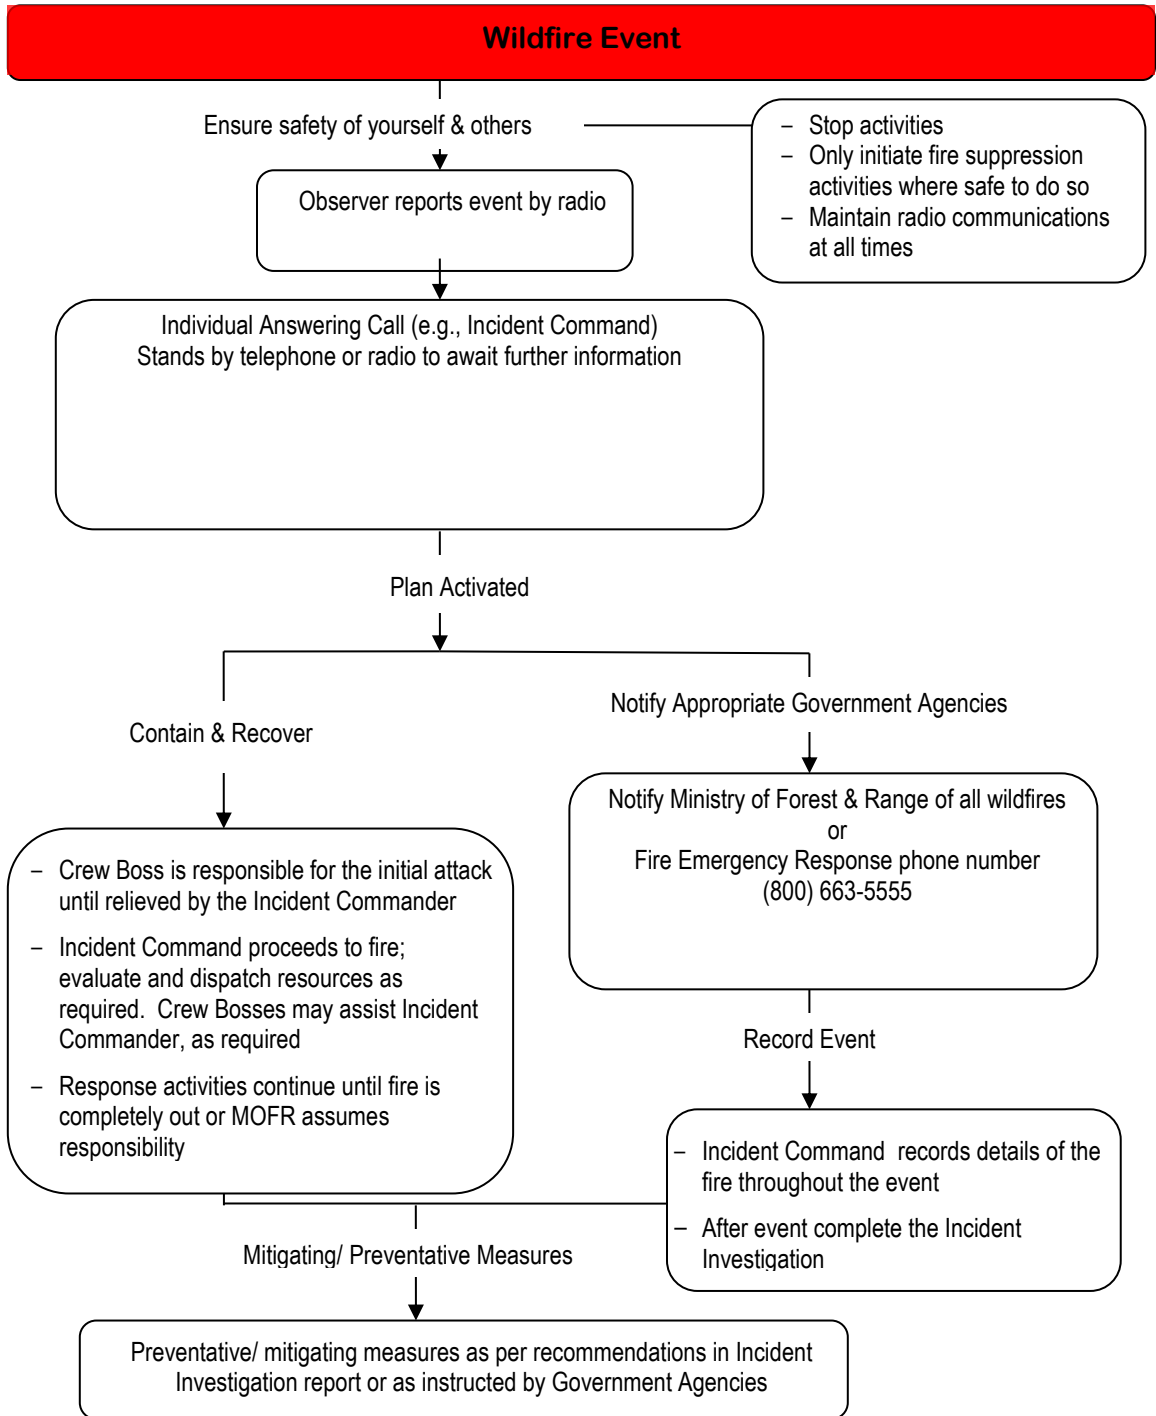 Wildfire Event
Ensure safety of yourself & others
– Stop activities
– Only initiate fire suppression
activities where safe to do so
– Maintain radio communications
at all times
Observer reports event by radio
Individual Answering Call (e.g., Incident Command)
Stands by telephone or radio to await further information
Plan Activated
Contain & Recover
– Crew Boss is responsible for the initial attack
until relieved by the Incident Commander
– Incident Command proceeds to fire;
evaluate and dispatch resources as
required.  Crew Bosses may assist Incident
Commander, as required
– Response activities continue until fire is
completely out or MOFR assumes
responsibility
Notify Appropriate Government Agencies
Notify Ministry of Forest & Range of all wildfires
or
Fire Emergency Response phone number
(800) 663-5555
Record Event
– Incident Command  records details of the
fire throughout the event
– After event complete the Incident
Investigation
Mitigating/ Preventative Measures
Preventative/ mitigating measures as per recommendations in Incident
Investigation report or as instructed by Government Agencies